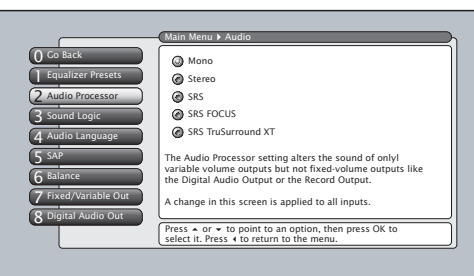 Main Menu ▸ Audio
0 Go Back
1 Equalizer Presets
2 Audio Processor
3 Sound Logic
4 Audio Language
5 SAP
6 Balance
7 Fixed/Variable Out
8 Digital Audio Out
Mono
Stereo
SRS
SRS FOCUS
SRS TruSurround XT
The Audio Processor setting alters the sound of onlyl
variable volume outputs but not fixed-volume outputs like
the Digital Audio Output or the Record Output.
A change in this screen is applied to all inputs.
Press ▴ or ▾ to point to an option, then press OK to
select it. Press ◂ to return to the menu.